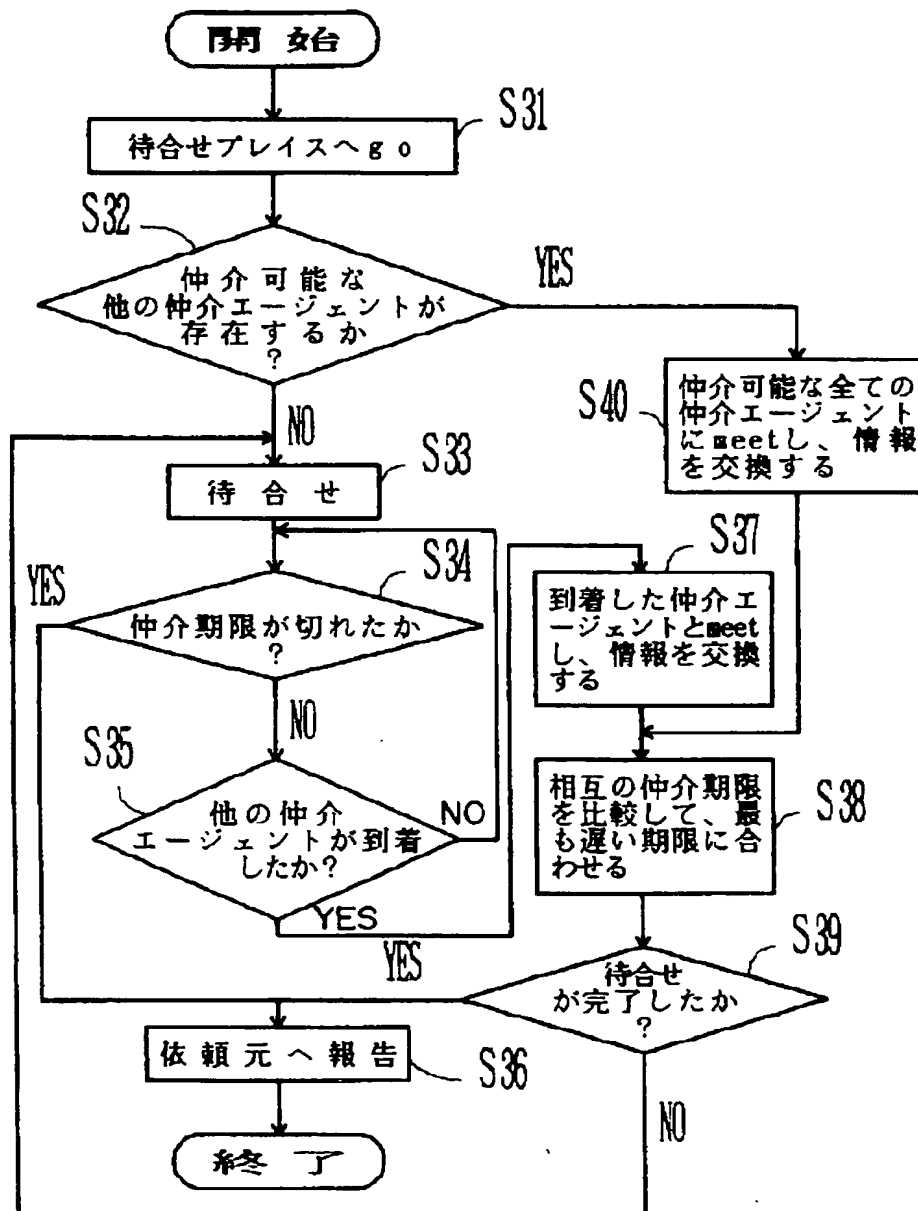 開始
S31
待合せプレイスへgo
S32
仲介可能な
他の仲介エージェントが
存在するか
?
YES
NO
S40
仲介可能な全ての
仲介エージェント
にmeetし、情報
を交換する
S33
待合せ
S34
YES
仲介期限が切れたか
?
NO
S37
到着した仲介エ
ージェントとmeet
し、情報を交換
する
S35
他の仲介
エージェントが到着
したか?
NO
YES
S38
相互の仲介期限
を比較して、最
も遅い期限に合
わせる
YES
S39
待合せ
が完了したか
?
依頼元へ報告
S36
NO
終了